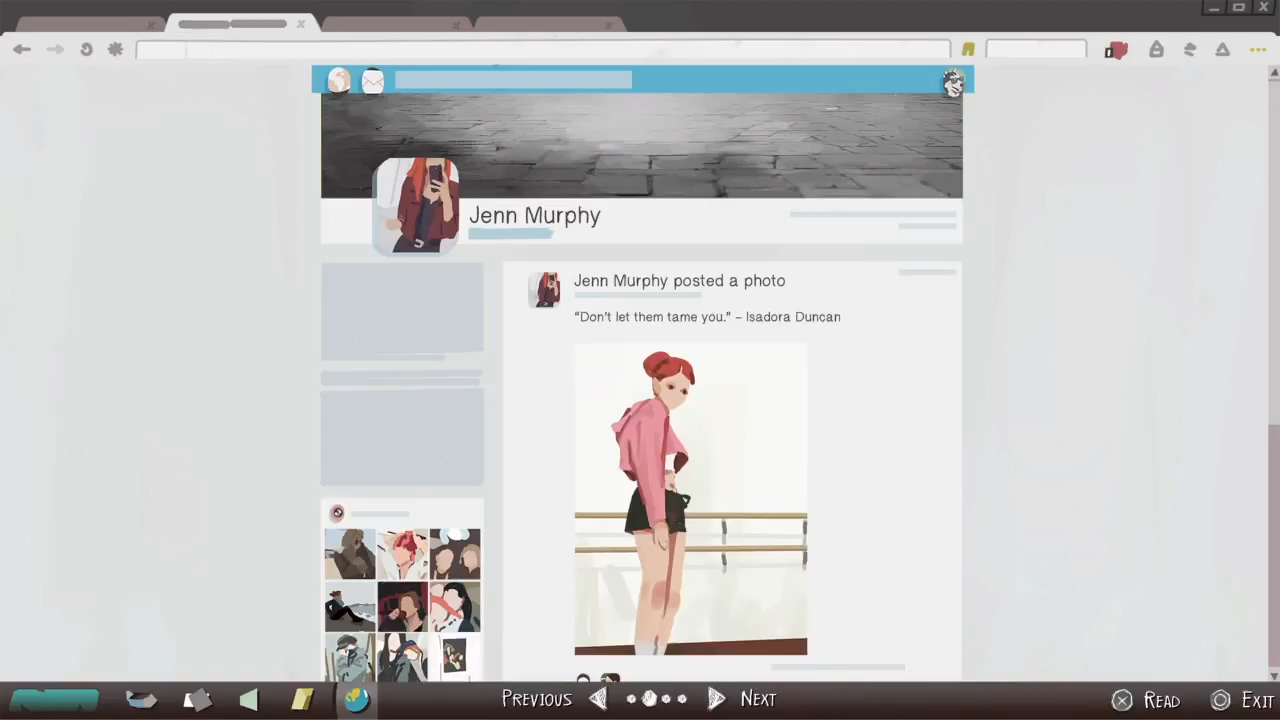 Jenn Murphy
Jenn Murphy posted a photo
“Don't let them tame you.” – Isadora Duncan
Previous
Next
Read
Exit